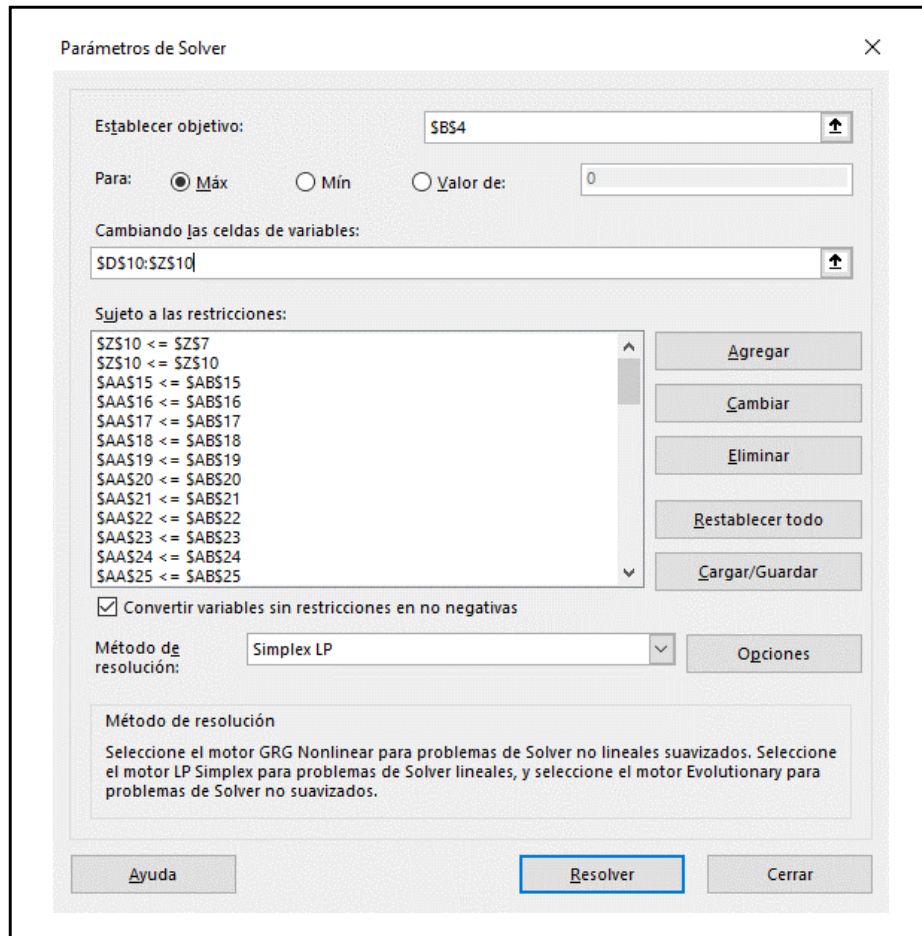 Parámetros de Solver
Establecer objetivo:
$B$4
Para:
Máx
Mín
Valor de:
0
Cambiando las celdas de variables:
$D$10:$Z$10
Sujeto a las restricciones:
$Z$10 <= $Z$7
$Z$10 <= $Z$10
$AA$15 <= $AB$15
$AA$16 <= $AB$16
$AA$17 <= $AB$17
$AA$18 <= $AB$18
$AA$19 <= $AB$19
$AA$20 <= $AB$20
$AA$21 <= $AB$21
$AA$22 <= $AB$22
$AA$23 <= $AB$23
$AA$24 <= $AB$24
$AA$25 <= $AB$25
Agregar
Cambiar
Eliminar
Restablecer todo
Cargar/Guardar
Convertir variables sin restricciones en no negativas
Método de
resolución:
Simplex LP
Opciones
Método de resolución
Seleccione el motor GRG Nonlinear para problemas de Solver no lineales suavizados. Seleccione
el motor LP Simplex para problemas de Solver lineales, y seleccione el motor Evolutionary para
problemas de Solver no suavizados.
Ayuda
Resolver
Cerrar